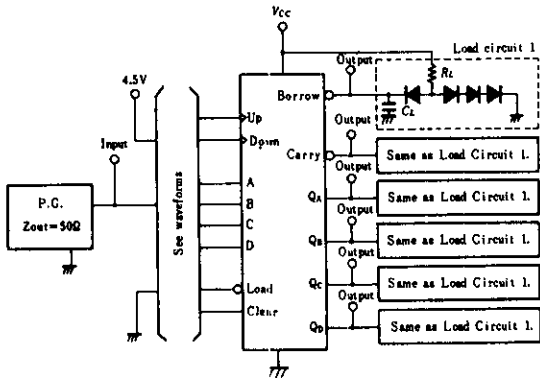 VCC
Output
Load circuit 1
RL
4.5V
Borrow
CL
Up
Output
Down
Input
Carry
Same as Load Circuit 1.
Output
P.G.
Zout=50Ω
See waveforms
A
QA
Same as Load Circuit 1.
B
Output
C
QB
Same as Load Circuit 1.
D
Output
QC
Same as Load Circuit 1.
Load
Output
Clear
QD
Same as Load Circuit 1.